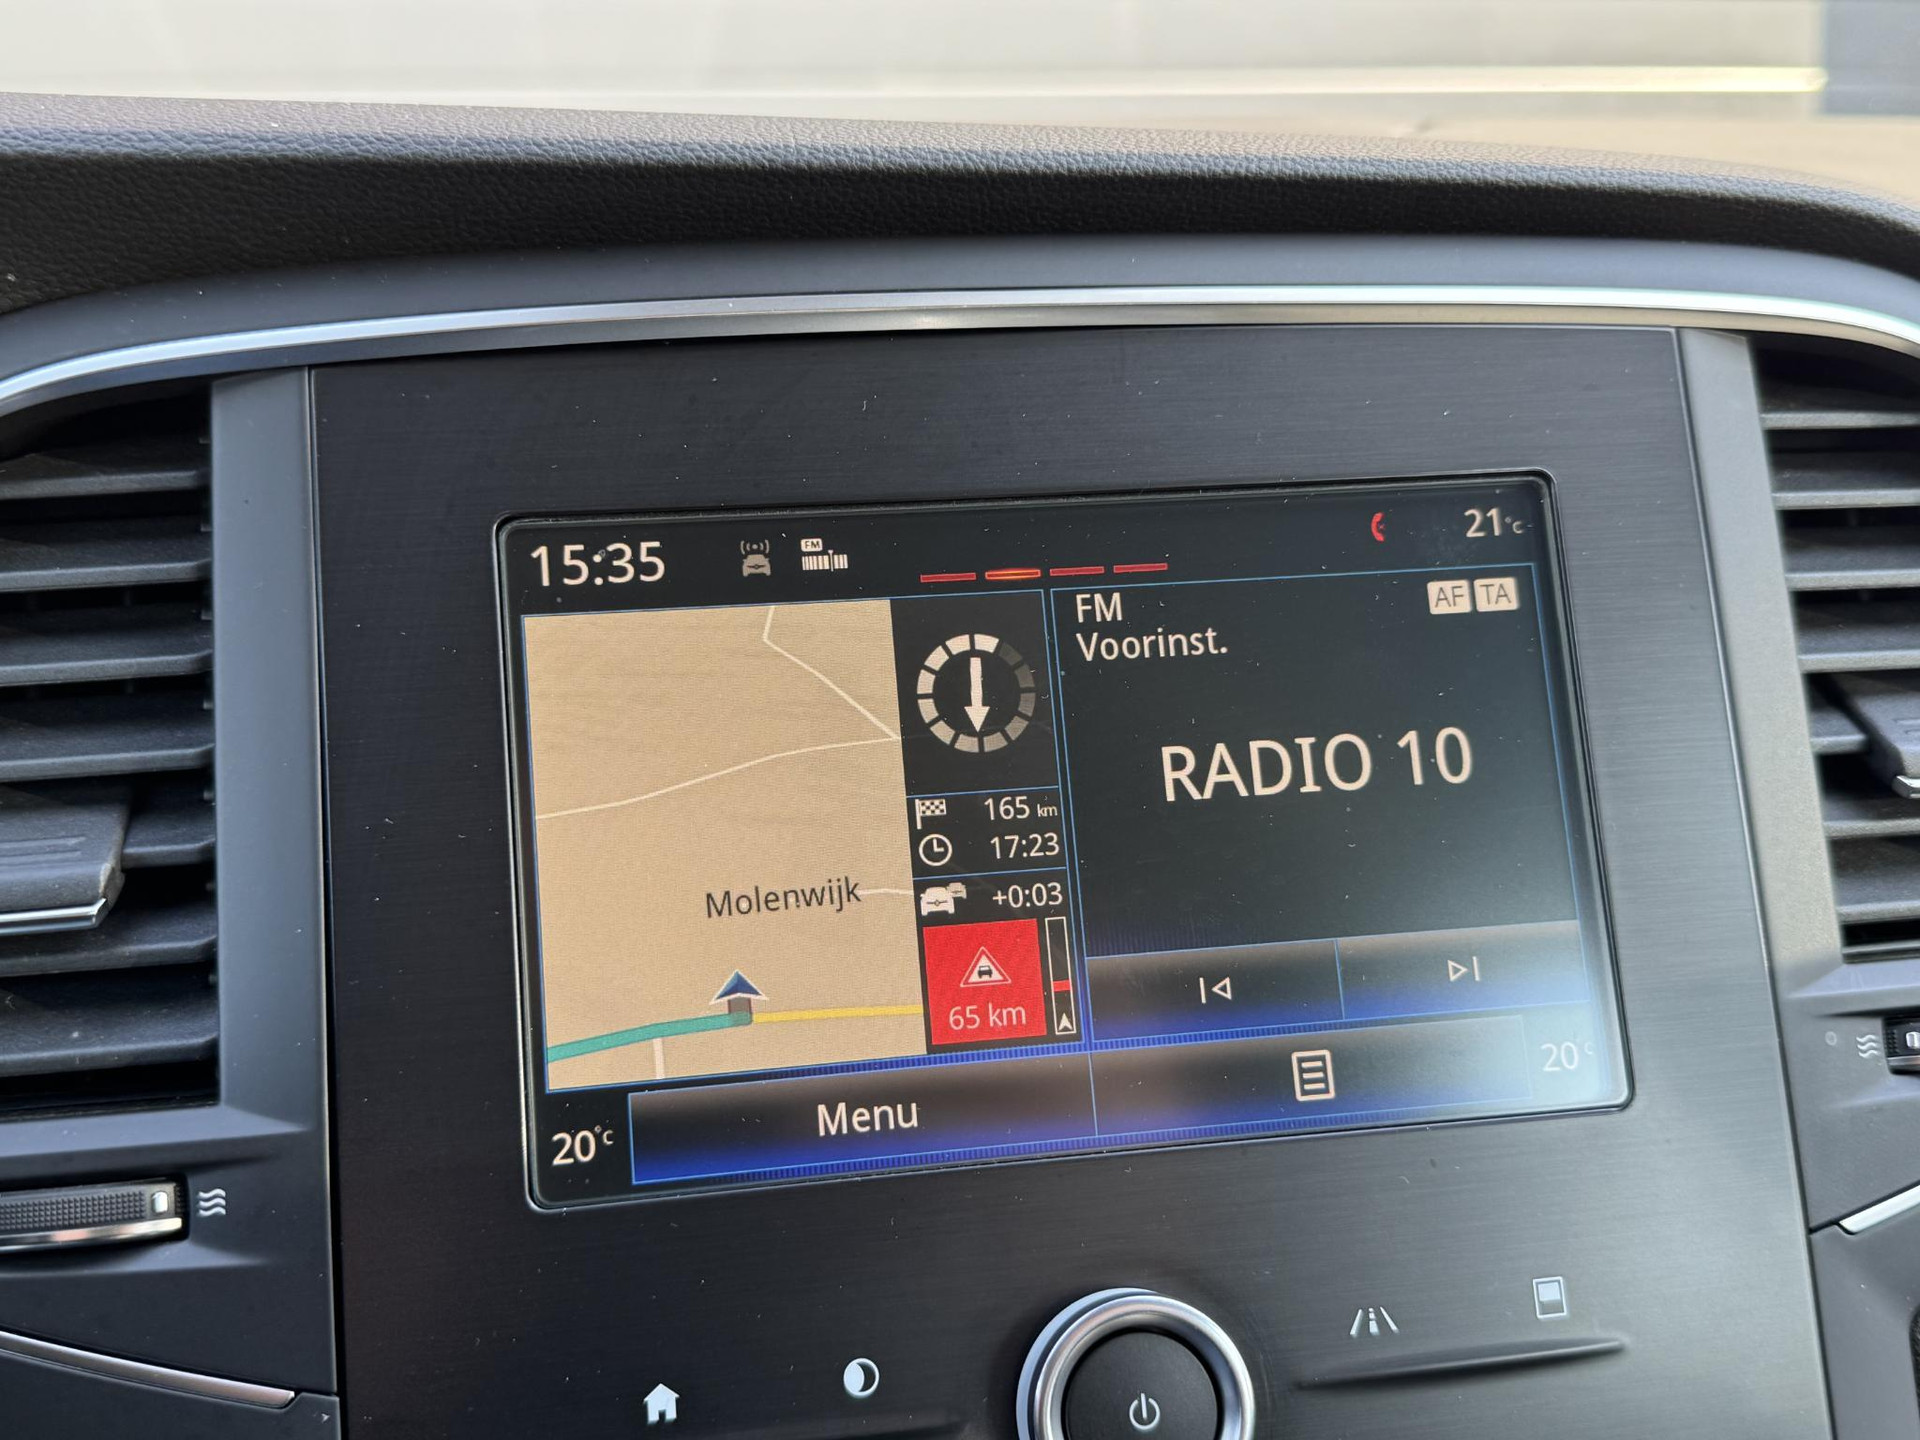 15:35
FM
21°C
FM
AF TA
Voorinst.
RADIO 10
165 km
17:23
+0:03
Molenwijk
65 km
20°C
Menu
20°C